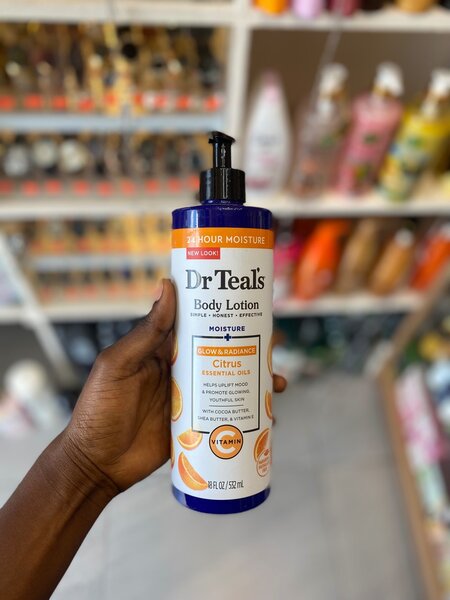 24 HOUR MOISTURE
NEW LOOK!
Dr Teal's
Body Lotion
SIMPLE • HONEST • EFFECTIVE
MOISTURE +
GLOW & RADIANCE
Citrus
ESSENTIAL OILS
HELPS UPLIFT MOOD
& PROMOTE GLOWING,
YOUTHFUL SKIN
WITH COCOA BUTTER,
SHEA BUTTER, & VITAMIN E
VITAMIN
C
18 FL OZ / 532 mL